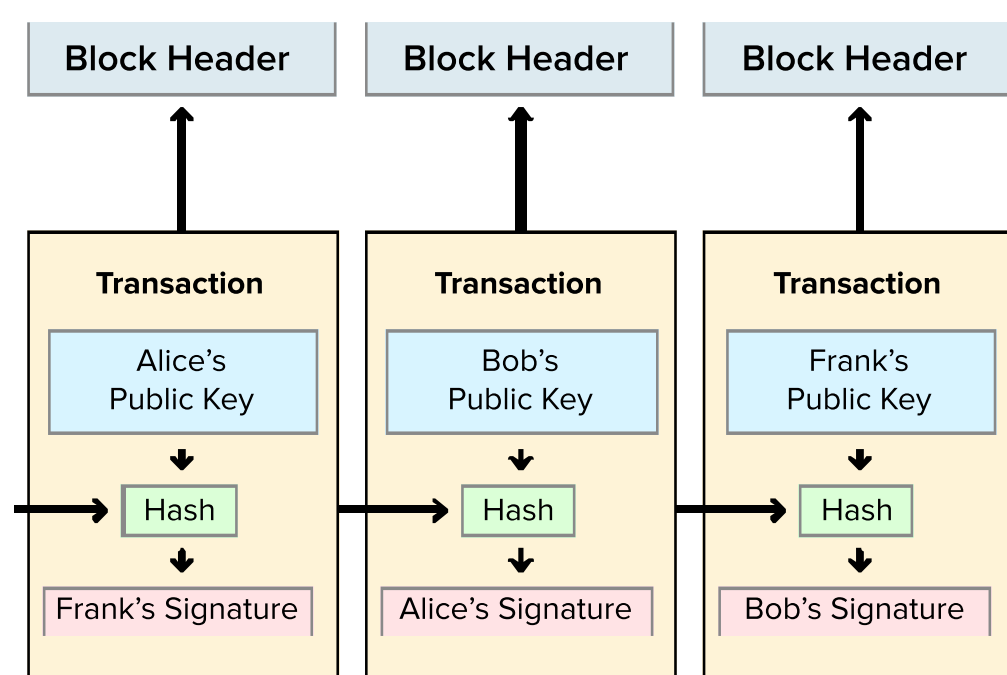 Block Header
Block Header
Block Header
Transaction
Transaction
Transaction
Alice’s
Public Key
Bob’s
Public Key
Frank’s
Public Key
Hash
Hash
Hash
Frank’s Signature
Alice’s Signature
Bob’s Signature